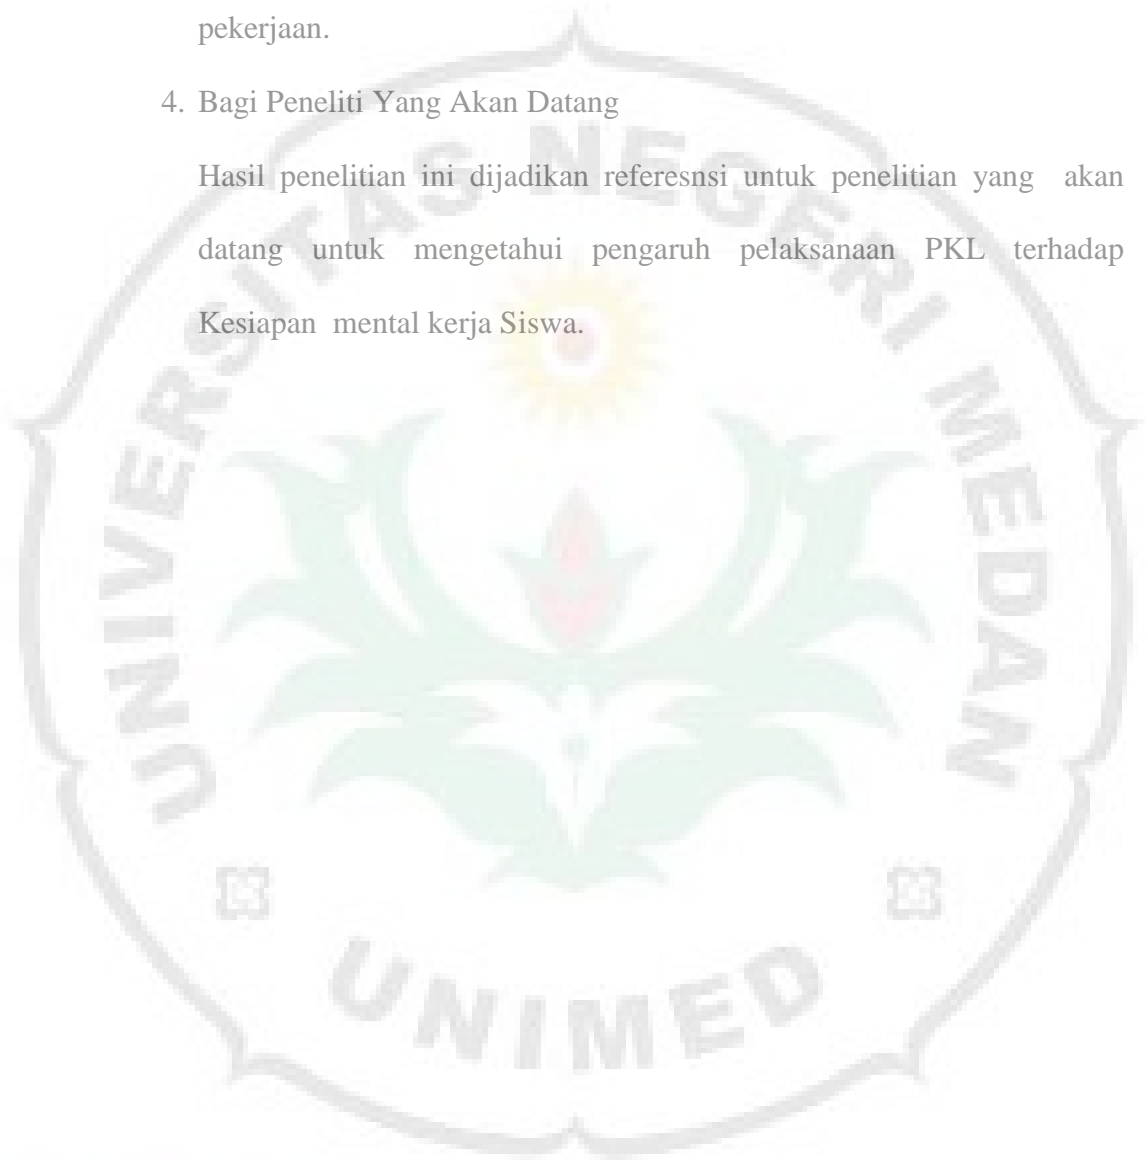 pekerjaan.
4. Bagi Peneliti Yang Akan Datang
Hasil penelitian ini dijadikan referesnsi untuk penelitian yang akan
datang untuk mengetahui pengaruh pelaksanaan PKL terhadap
Kesiapan mental kerja Siswa.
UNIVERSITAS NEGERI MEDAN
UNIMED